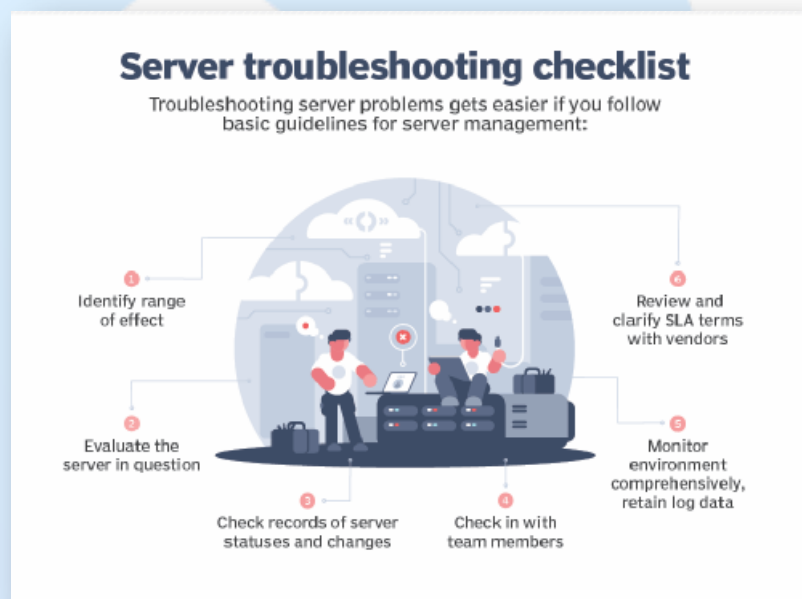 Server troubleshooting checklist
Troubleshooting server problems gets easier if you follow
basic guidelines for server management:
1
Identify range
of effect
2
Evaluate the
server in question
3
Check records of server
statuses and changes
4
Check in with
team members
5
Monitor
environment
comprehensively,
retain log data
6
Review and
clarify SLA terms
with vendors